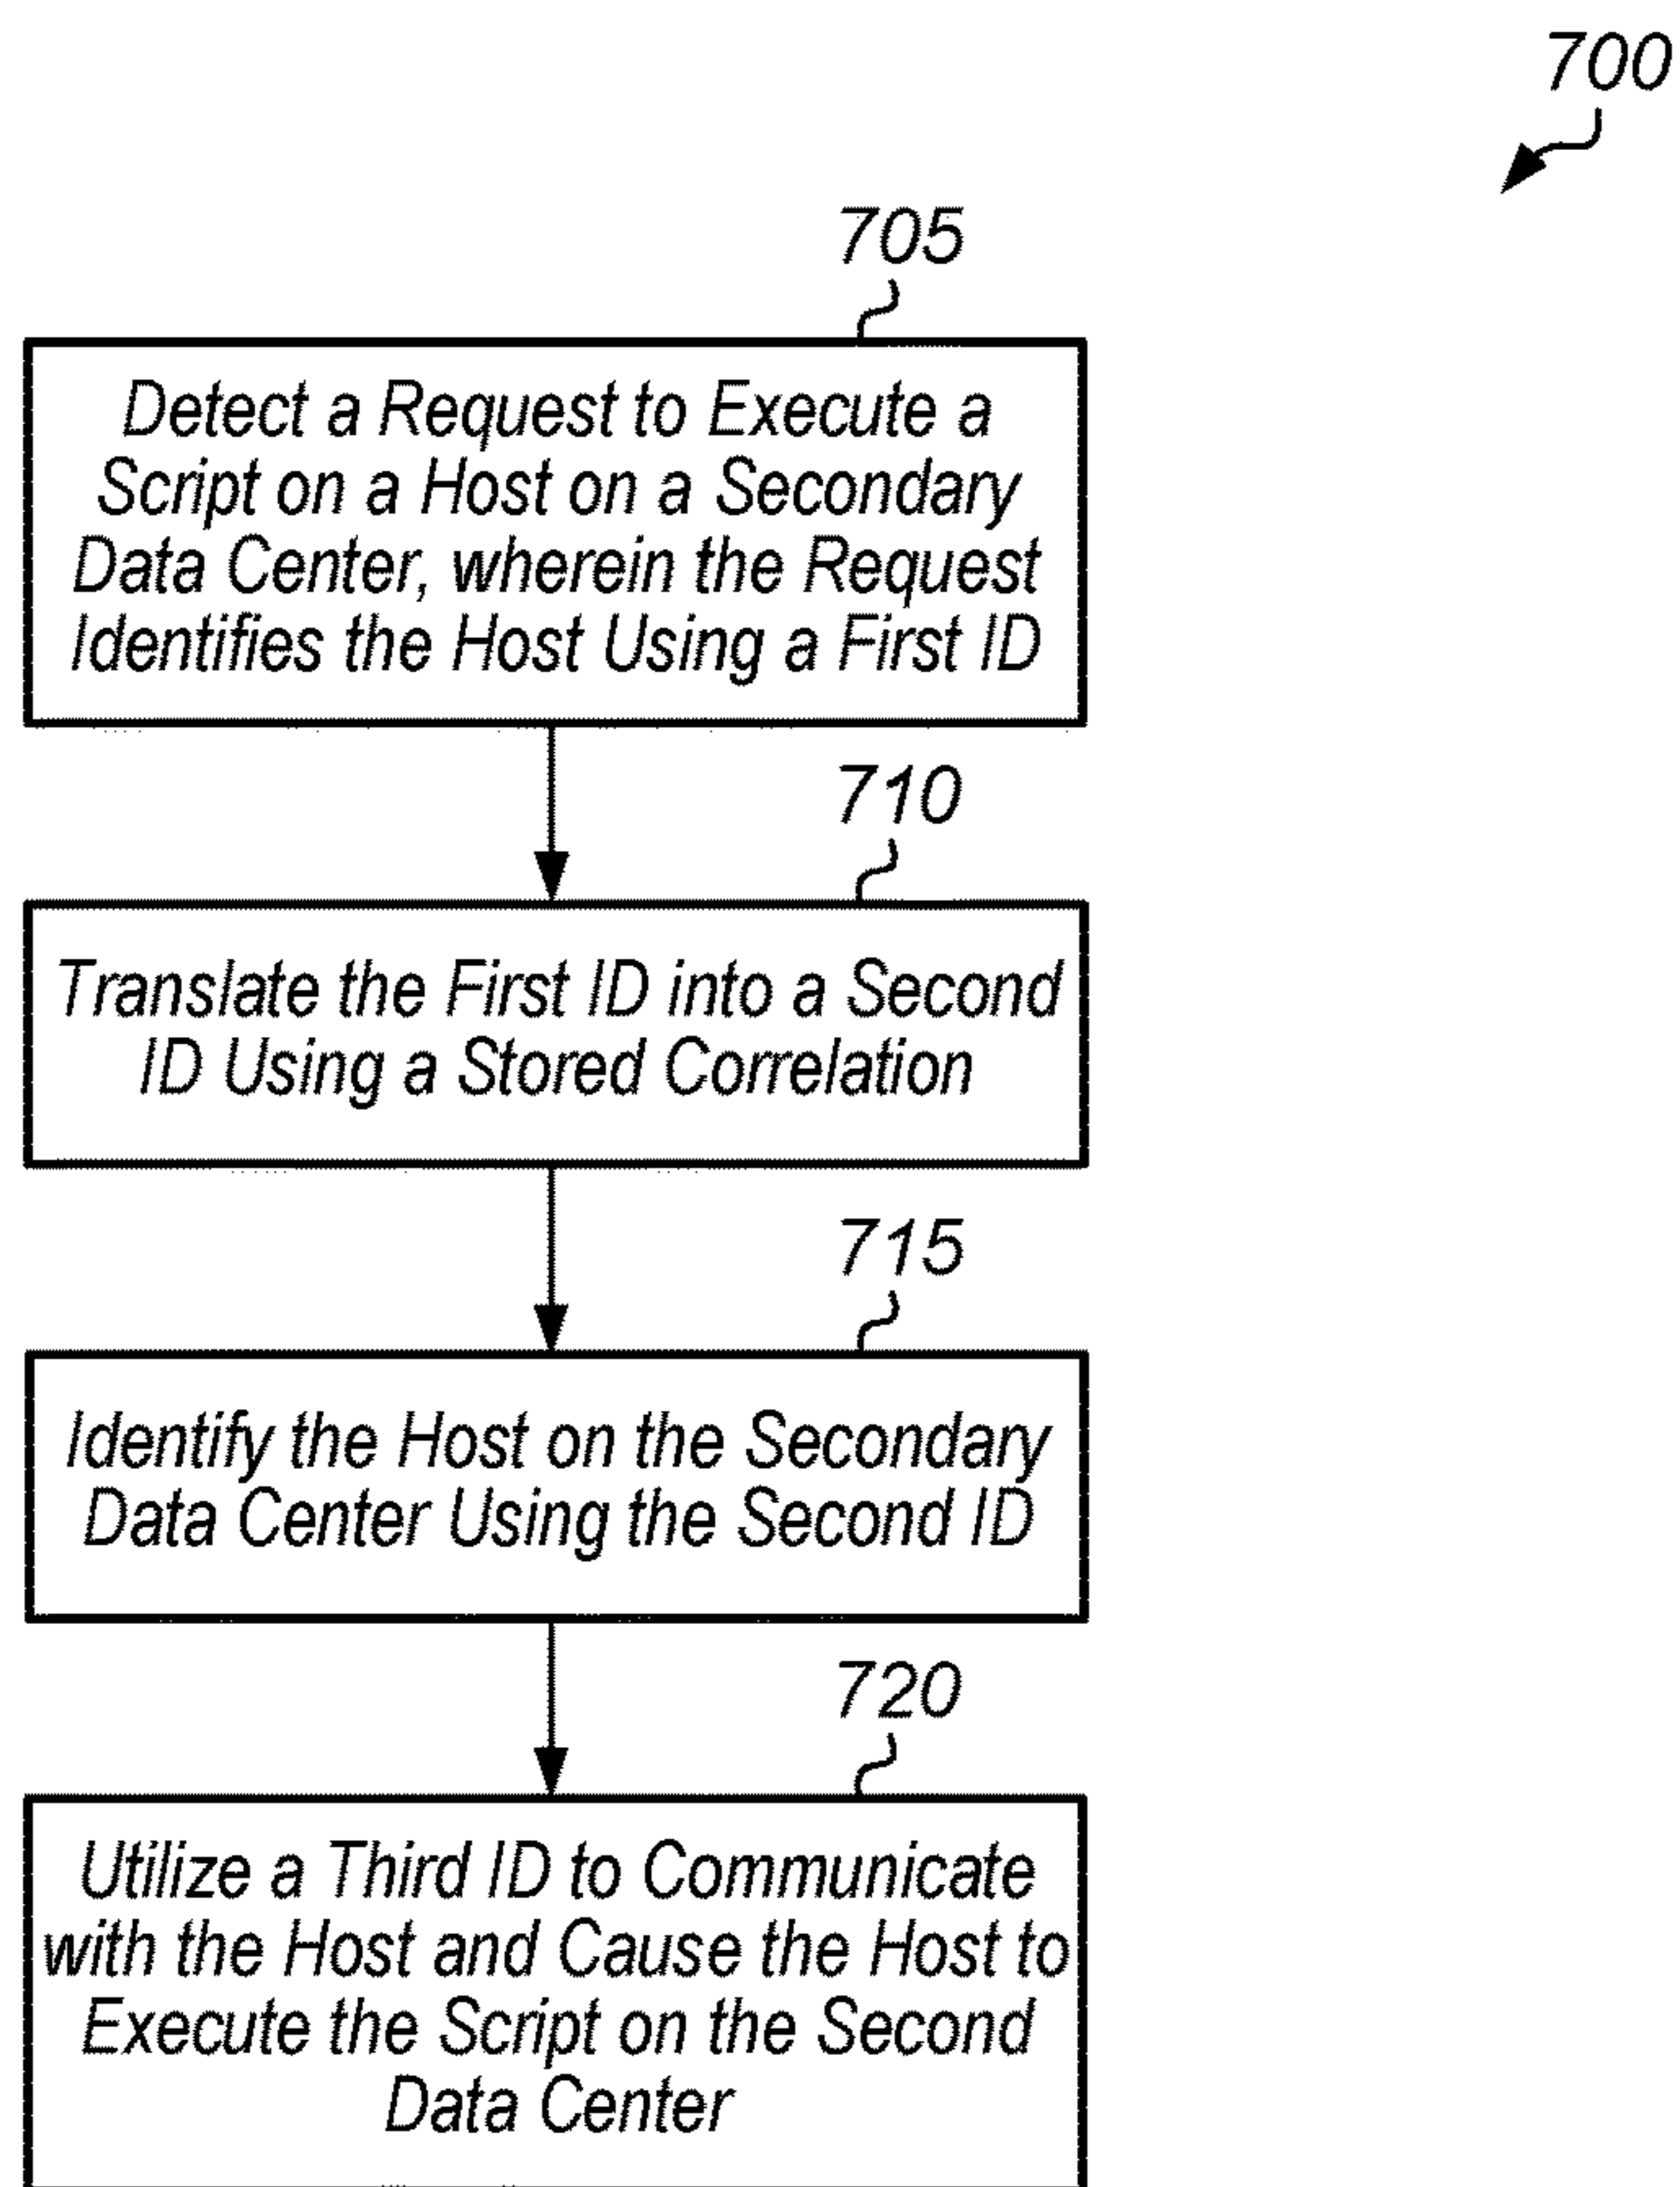 700
705
Detect a Request to Execute a
Script on a Host on a Secondary
Data Center, wherein the Request
Identifies the Host Using a First ID
710
Translate the First ID into a Second
ID Using a Stored Correlation
715
Identify the Host on the Secondary
Data Center Using the Second ID
720
Utilize a Third ID to Communicate
with the Host and Cause the Host to
Execute the Script on the Second
Data Center